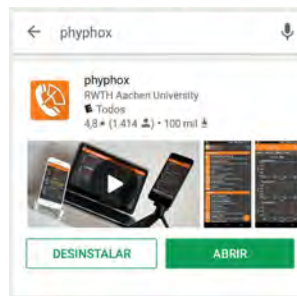 phyphox
phyphox
RWTH Aachen University
E Todos
4,8★ (1.414) • 100 mil
DESINSTALAR
ABRIR